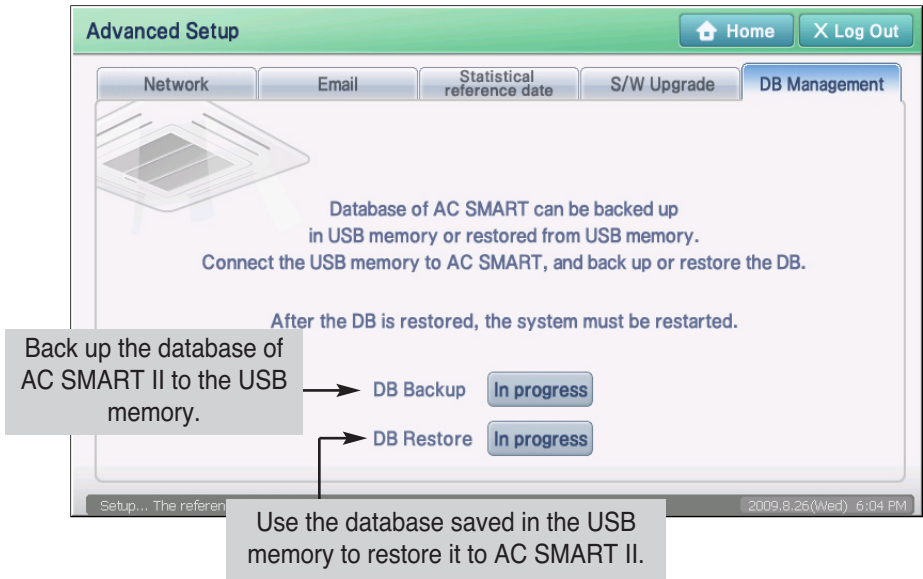 Advanced Setup
Home
X Log Out
Network
Email
Statistical
reference date
S/W Upgrade
DB Management
Database of AC SMART can be backed up
in USB memory or restored from USB memory.
Connect the USB memory to AC SMART, and back up or restore the DB.
After the DB is restored, the system must be restarted.
Back up the database of
AC SMART II to the USB
memory.
DB Backup
In progress
DB Restore
In progress
Setup... The referen
2009.8.26(Wed) 6:04 PM
Use the database saved in the USB
memory to restore it to AC SMART II.